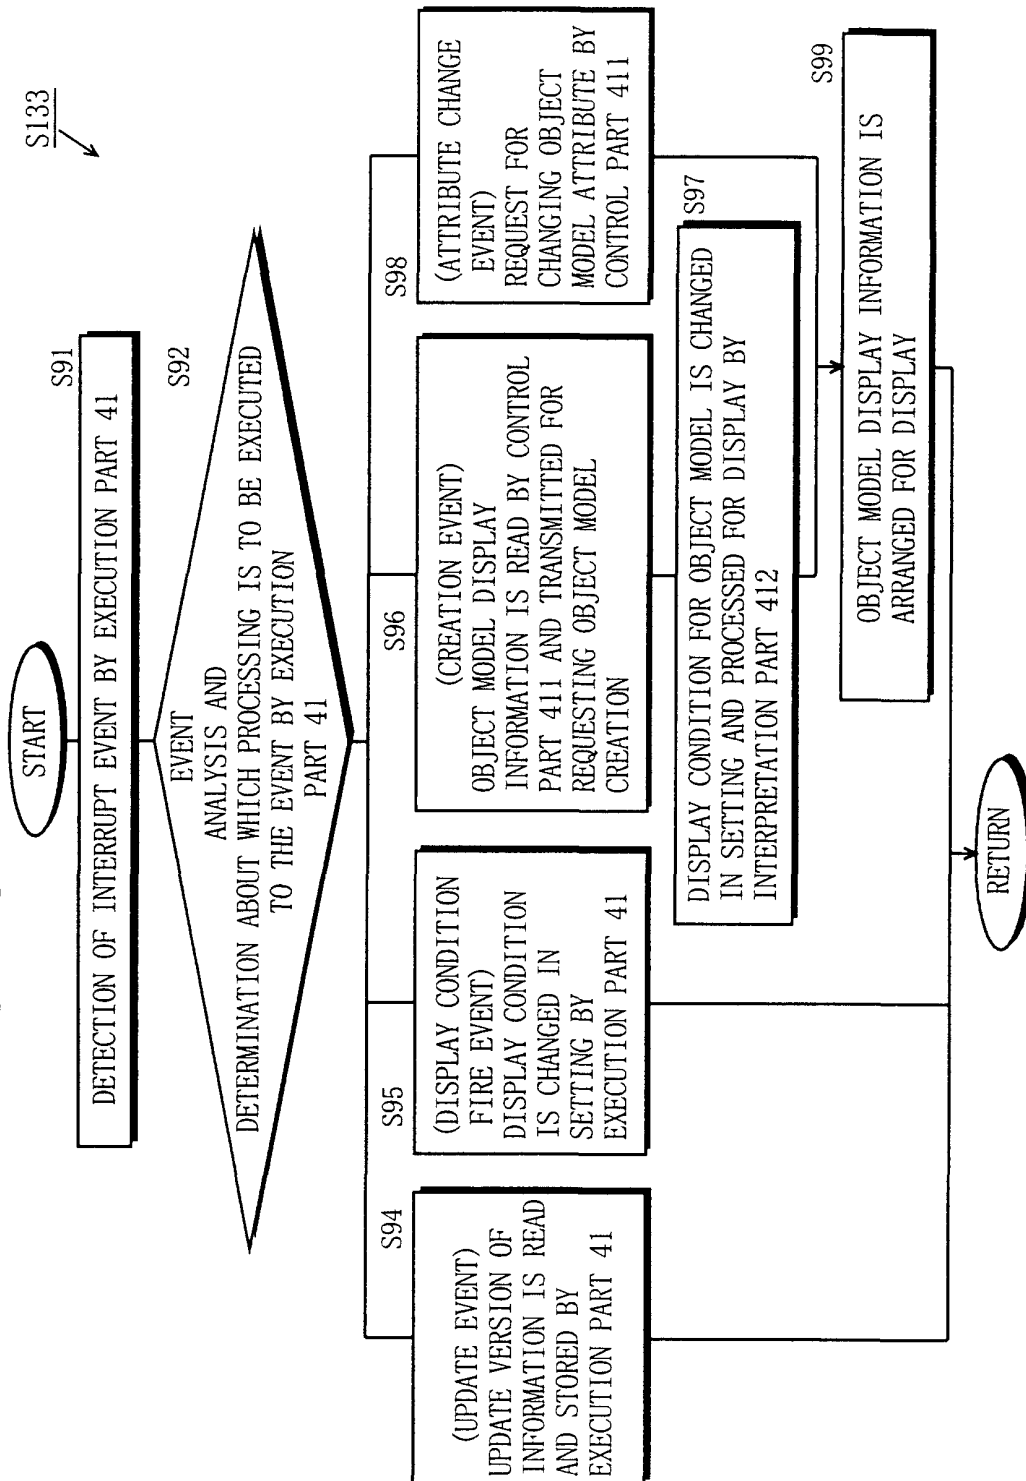 S133
START
S91
DETECTION OF INTERRUPT EVENT BY EXECUTION PART 41
S92
EVENT
ANALYSIS AND
DETERMINATION ABOUT WHICH PROCESSING IS TO BE EXECUTED
TO THE EVENT BY EXECUTION
PART 41
S94
(UPDATE EVENT)
UPDATE VERSION OF
INFORMATION IS READ
AND STORED BY
EXECUTION PART 41
S95
(DISPLAY CONDITION
FIRE EVENT)
DISPLAY CONDITION
IS CHANGED IN
SETTING BY
EXECUTION PART 41
S96
(CREATION EVENT)
OBJECT MODEL DISPLAY
INFORMATION IS READ BY CONTROL
PART 411 AND TRANSMITTED FOR
REQUESTING OBJECT MODEL
CREATION
S98
(ATTRIBUTE CHANGE
EVENT)
REQUEST FOR
CHANGING OBJECT
MODEL ATTRIBUTE BY
CONTROL PART 411
S97
DISPLAY CONDITION FOR OBJECT MODEL IS CHANGED
IN SETTING AND PROCESSED FOR DISPLAY BY
INTERPRETATION PART 412
S99
OBJECT MODEL DISPLAY INFORMATION IS
ARRANGED FOR DISPLAY
RETURN